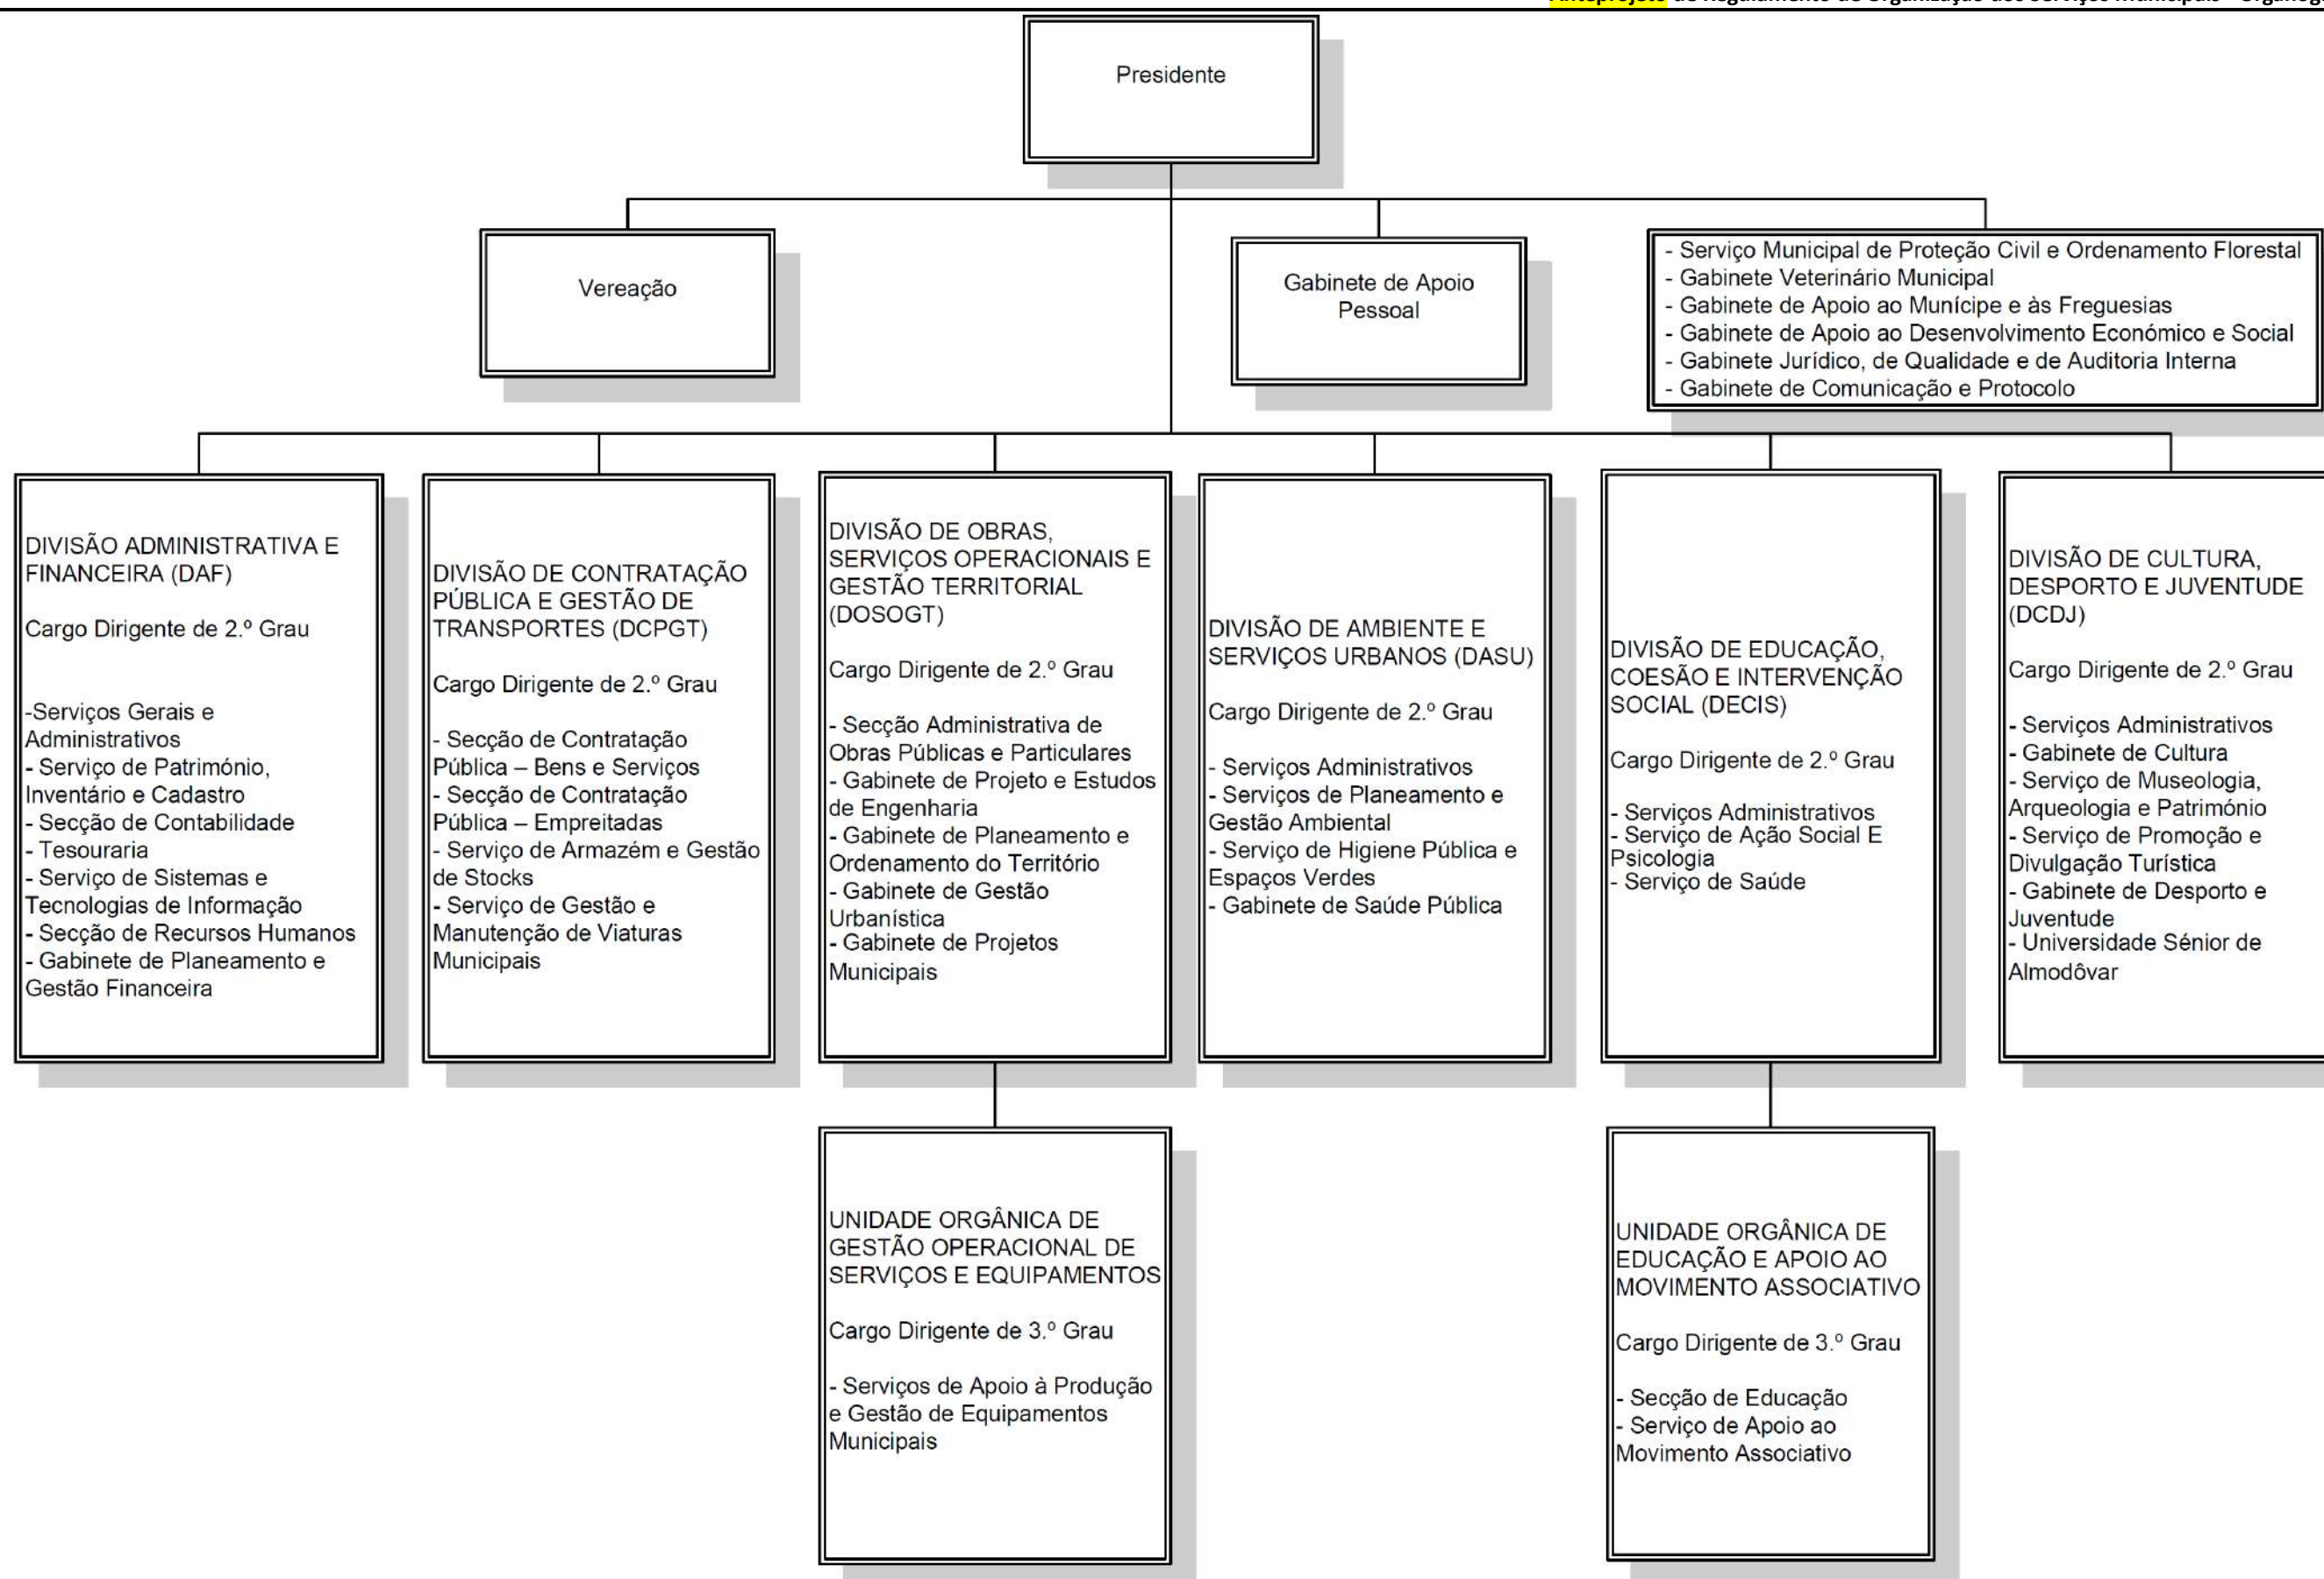 Anteprojeto de Regulamento de Organização dos Serviços Municipais -
Presidente
Vereação
Gabinete de Apoio
Pessoal
- Serviço Municipal de Proteção Civil e Ordenamento Florestal
- Gabinete Veterinário Municipal
- Gabinete de Apoio ao Munícipe e às Freguesias
- Gabinete de Apoio ao Desenvolvimento Económico e Social
- Gabinete Jurídico, de Qualidade e de Auditoria Interna
- Gabinete de Comunicação e Protocolo
DIVISÃO ADMINISTRATIVA E
FINANCEIRA (DAF)
Cargo Dirigente de 2.º Grau
-Serviços Gerais e
Administrativos
- Serviço de Património,
Inventário e Cadastro
- Secção de Contabilidade
- Tesouraria
- Serviço de Sistemas e
Tecnologias de Informação
- Secção de Recursos Humanos
- Gabinete de Planeamento e
Gestão Financeira
DIVISÃO DE CONTRATAÇÃO
PÚBLICA E GESTÃO DE
TRANSPORTES (DCPGT)
Cargo Dirigente de 2.º Grau
- Secção de Contratação
Pública – Bens e Serviços
- Secção de Contratação
Pública – Empreitadas
- Serviço de Armazém e Gestão
de Stocks
- Serviço de Gestão e
Manutenção de Viaturas
Municipais
DIVISÃO DE OBRAS,
SERVIÇOS OPERACIONAIS E
GESTÃO TERRITORIAL
(DOSOGT)
Cargo Dirigente de 2.º Grau
- Secção Administrativa de
Obras Públicas e Particulares
- Gabinete de Projeto e Estudos
de Engenharia
- Gabinete de Planeamento e
Ordenamento do Território
- Gabinete de Gestão
Urbanística
- Gabinete de Projetos
Municipais
DIVISÃO DE AMBIENTE E
SERVIÇOS URBANOS (DASU)
Cargo Dirigente de 2.º Grau
- Serviços Administrativos
- Serviços de Planeamento e
Gestão Ambiental
- Serviço de Higiene Pública e
Espaços Verdes
- Gabinete de Saúde Pública
DIVISÃO DE EDUCAÇÃO,
COESÃO E INTERVENÇÃO
SOCIAL (DECIS)
Cargo Dirigente de 2.º Grau
- Serviços Administrativos
- Serviço de Ação Social E
Psicologia
- Serviço de Saúde
DIVISÃO DE CULTURA,
DESPORTO E JUVENTUDE
(DCDJ)
Cargo Dirigente de 2.º Grau
- Serviços Administrativos
- Gabinete de Cultura
- Serviço de Museologia,
Arqueologia e Património
- Serviço de Promoção e
Divulgação Turística
- Gabinete de Desporto e
Juventude
- Universidade Sénior de
Almodôvar
UNIDADE ORGÂNICA DE
GESTÃO OPERACIONAL DE
SERVIÇOS E EQUIPAMENTOS
Cargo Dirigente de 3.º Grau
- Serviços de Apoio à Produção
e Gestão de Equipamentos
Municipais
UNIDADE ORGÂNICA DE
EDUCAÇÃO E APOIO AO
MOVIMENTO ASSOCIATIVO
Cargo Dirigente de 3.º Grau
- Secção de Educação
- Serviço de Apoio ao
Movimento Associativo